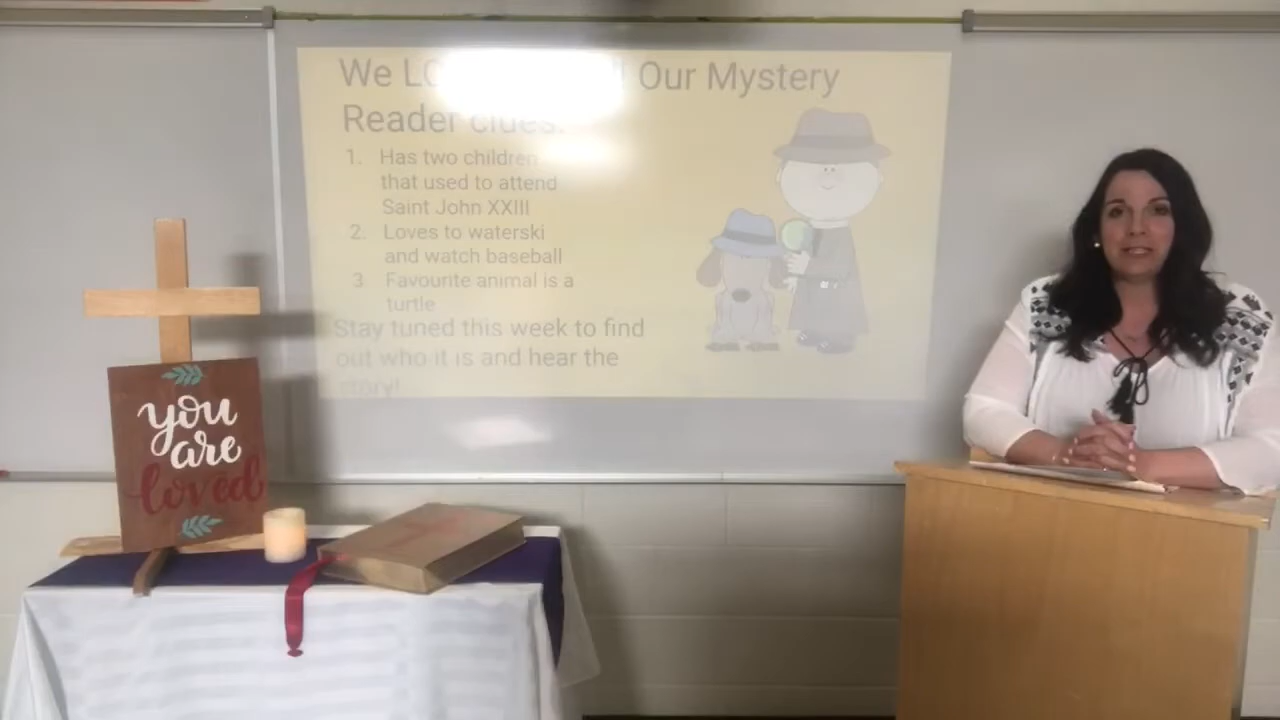 We Our Mystery
Reader clues:
1. Has two children
that used to attend
Saint John XXIII
2. Loves to waterski
and watch baseball
3. Favourite animal is a
turtle
Stay tuned this week to find
out who it is and hear the
story!
you
are
loved